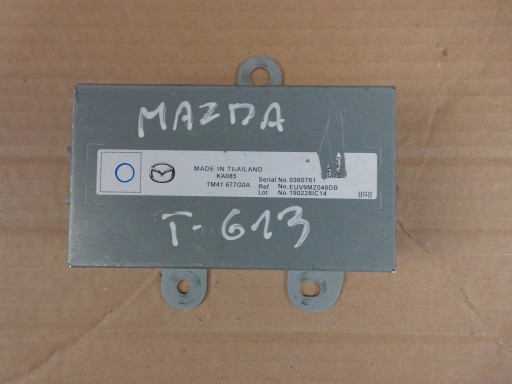 MAZDA
MADE IN THAILAND
KA085
TM41 677G0A
Serial No. 0360761
Ref No. EUV9MZ048DB
Lot No. 190228IC14
T-613